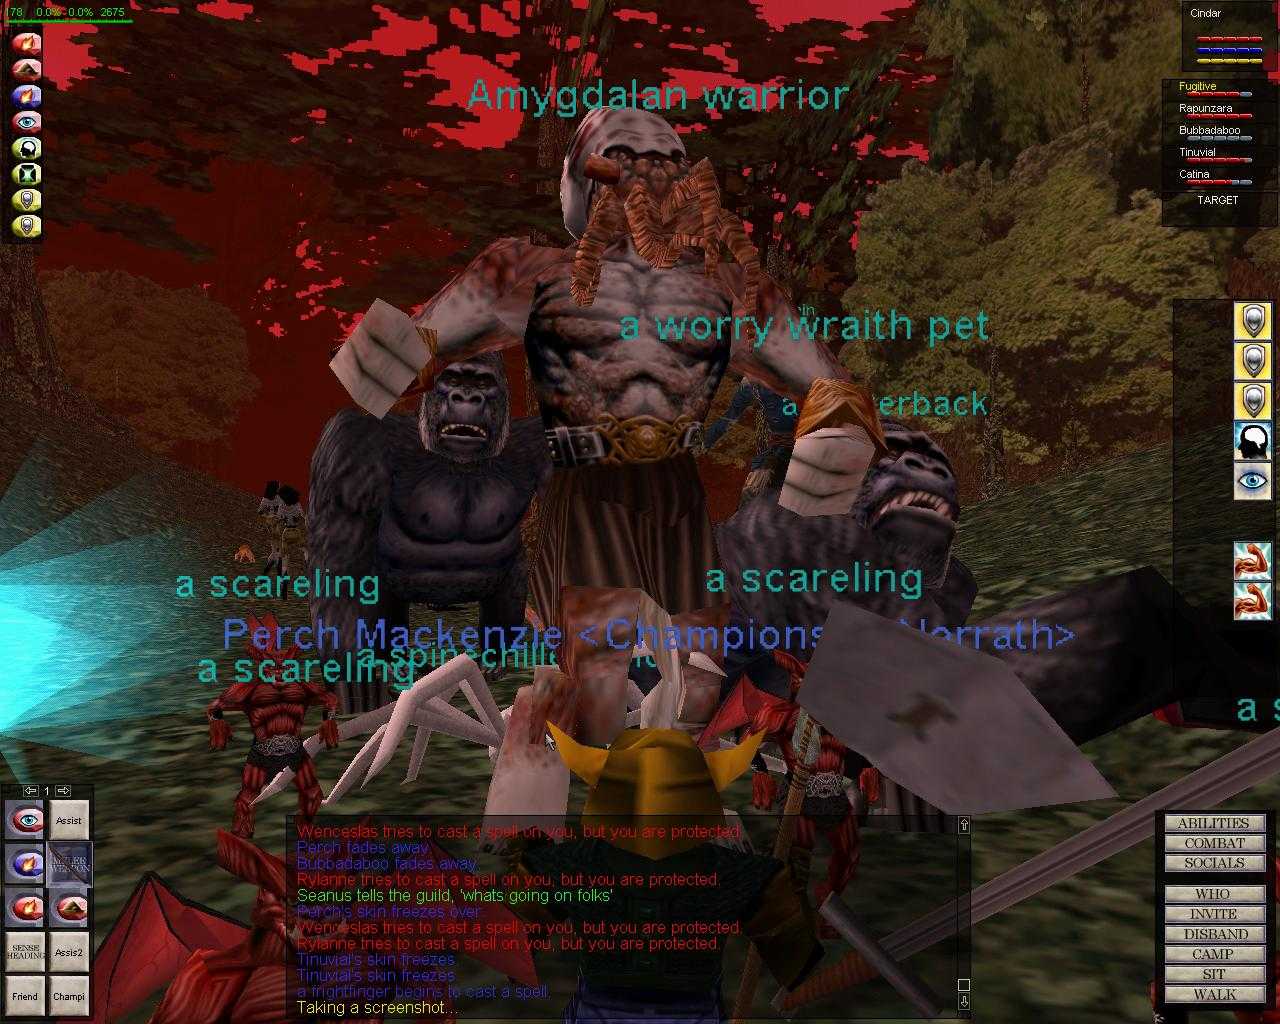 178 0.0% 0.0% 2675
Cindar
Fugitive
Rapunzara
Bubbadaboo
Tinuvial
Catina
TARGET
Amygdalan warrior
a worry wraith pet
erback
a scareling
a scareling
Perch Mackenzie <Champions Norrath>
a scareling
a s
1
Assist
MELEE WEAPON
SENSE HEADING
Assis2
Friend
Champi
Wenceslas tries to cast a spell on you, but you are protected.
Perch fades away.
Bubbadaboo fades away.
Rylanne tries to cast a spell on you, but you are protected.
Seanus tells the guild, 'whats going on folks'
Perch's skin freezes over.
Wenceslas tries to cast a spell on you, but you are protected.
Rylanne tries to cast a spell on you, but you are protected.
Tinuvial's skin freezes
Tinuvial's skin freezes
a frightfinger begins to cast a spell.
Taking a screenshot...
ABILITIES
COMBAT
SOCIALS
WHO
INVITE
DISBAND
CAMP
SIT
WALK